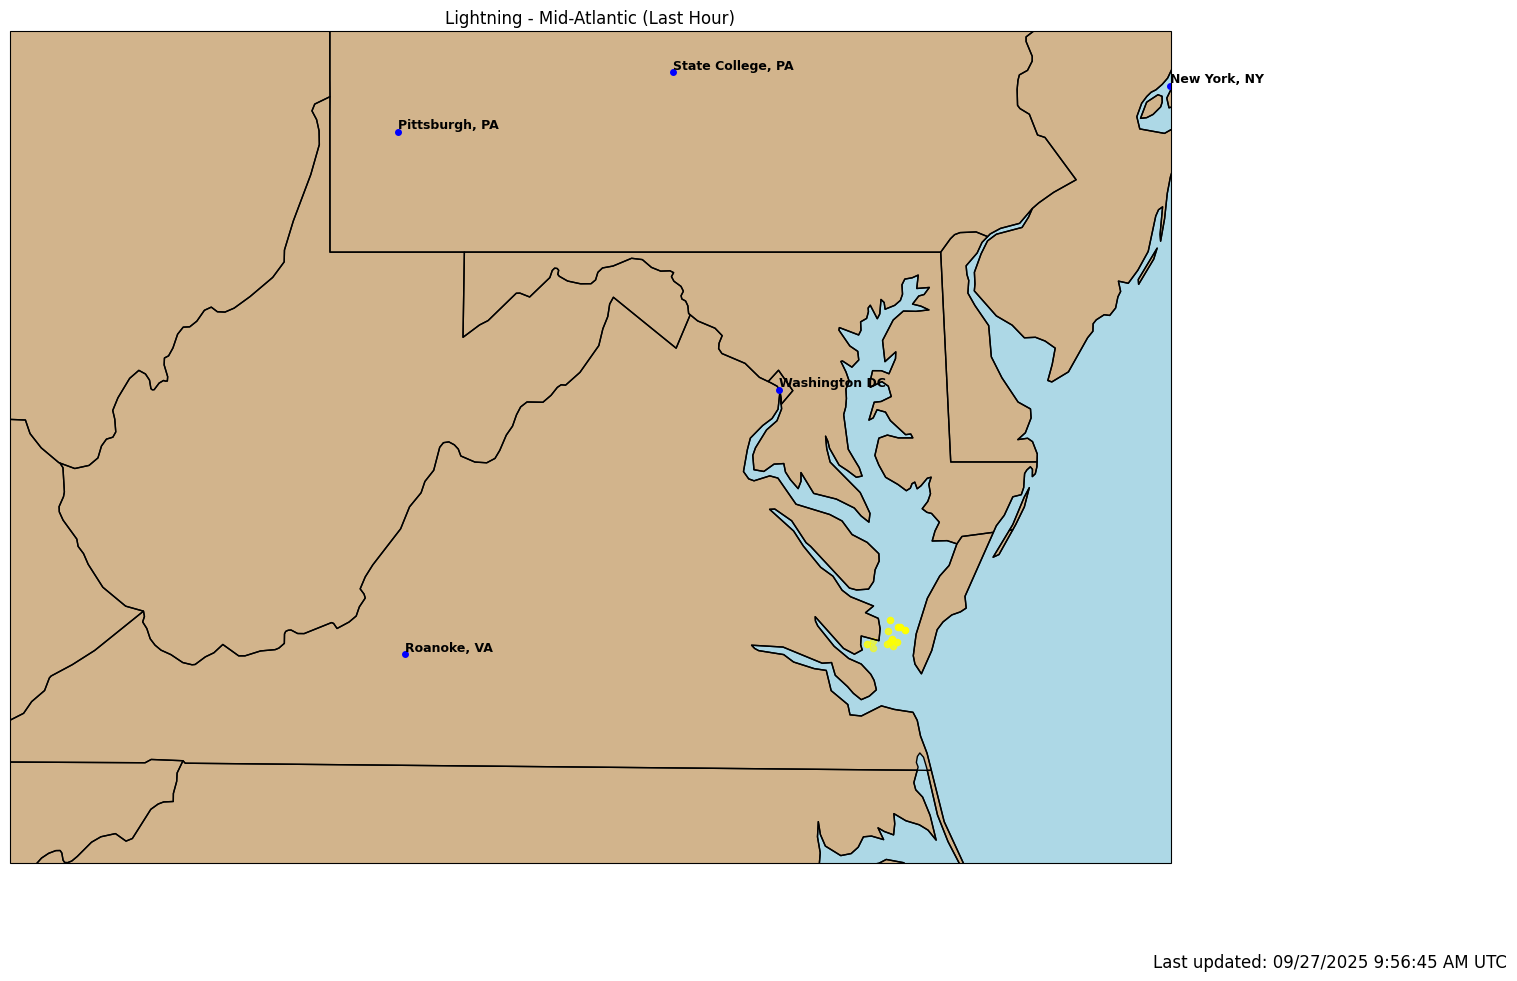 Lightning - Mid-Atlantic (Last Hour)
State College, PA
New York, NY
Pittsburgh, PA
Washington DC
Roanoke, VA
Last updated: 09/27/2025 9:56:45 AM UTC